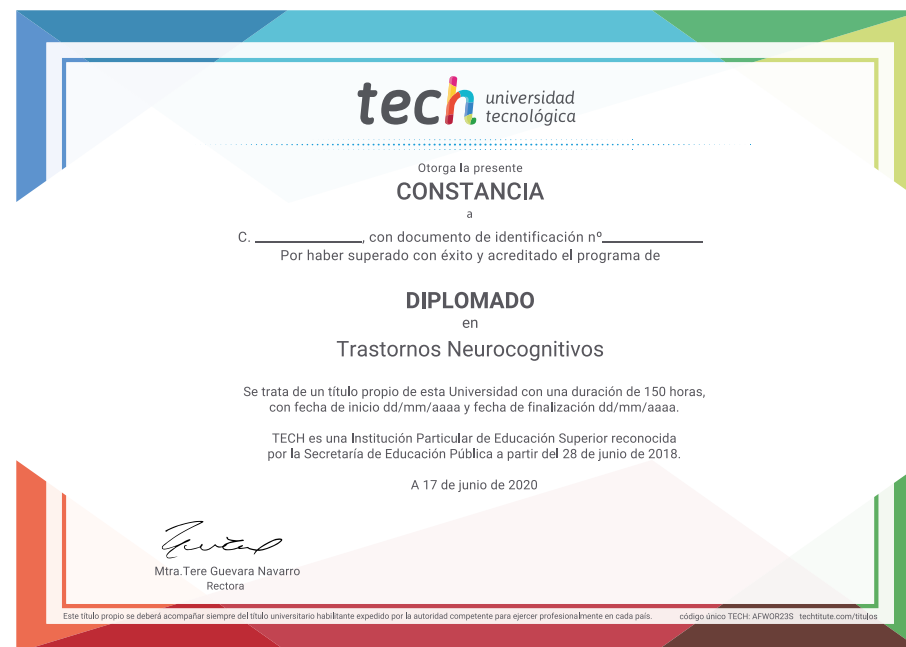 tech universidad
tecnológica
Otorga la presente
CONSTANCIA
a
C. ____________, con documento de identificación nº____________
Por haber superado con éxito y acreditado el programa de
DIPLOMADO
en
Trastornos Neurocognitivos
Se trata de un título propio de esta Universidad con una duración de 150 horas,
con fecha de inicio dd/mm/aaaa y fecha de finalización dd/mm/aaaa.
TECH es una Institución Particular de Educación Superior reconocida
por la Secretaría de Educación Pública a partir del 28 de junio de 2018.
A 17 de junio de 2020
Mtra.Tere Guevara Navarro
Rectora
Este título propio se deberá acompañar siempre del título universitario habilitante expedido por la autoridad competente para ejercer profesionalmente en cada país. código único TECH: AFWOR23S techtitute.com/titulos